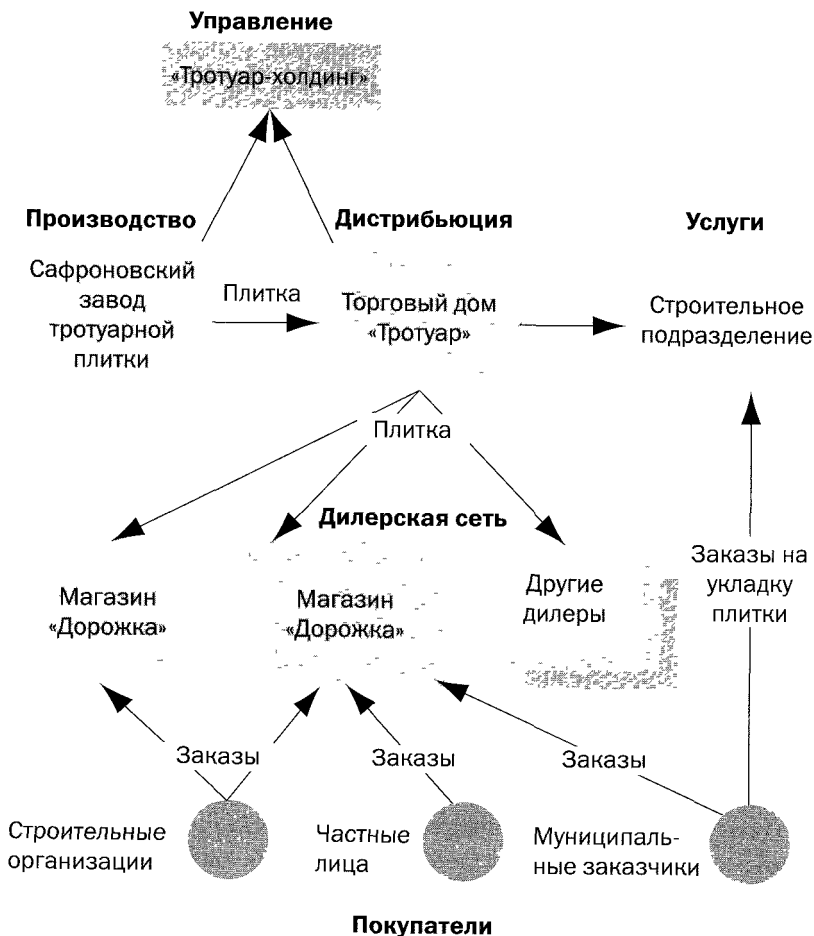 Управление
«Тротуар-холдинг»
Производство
Дистрибьюция
Услуги
Сафроновский
завод
тротуарной
плитки
Плитка
Торговый дом
«Тротуар»
Строительное
подразделение
Плитка
Дилерская сеть
Магазин
«Дорожка»
Магазин
«Дорожка»
Другие
дилеры
Заказы на
укладку
плитки
Заказы
Заказы
Заказы
Строительные
организации
Частные
лица
Муниципаль-
ные заказчики
Покупатели